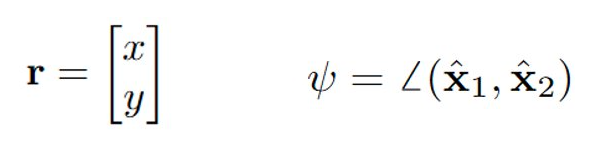 r = [x y]    ψ = ∠(x̂₁, x̂₂)